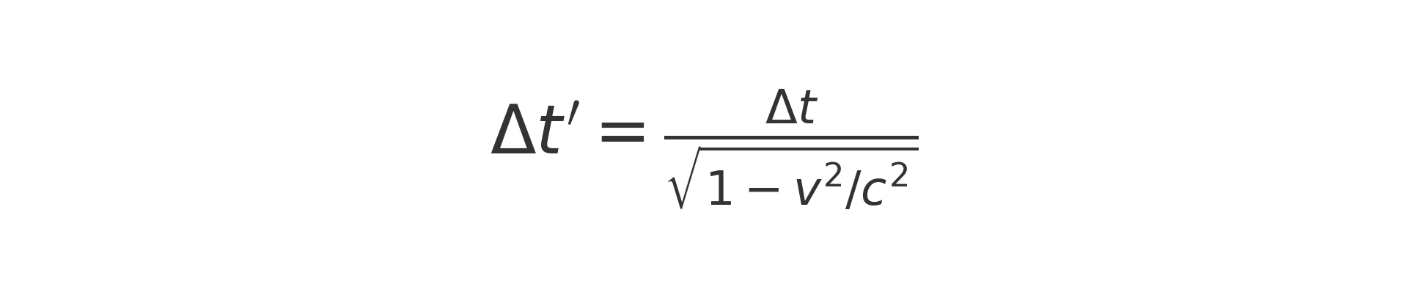 Δt′ = Δt / √(1 − v²/c²)